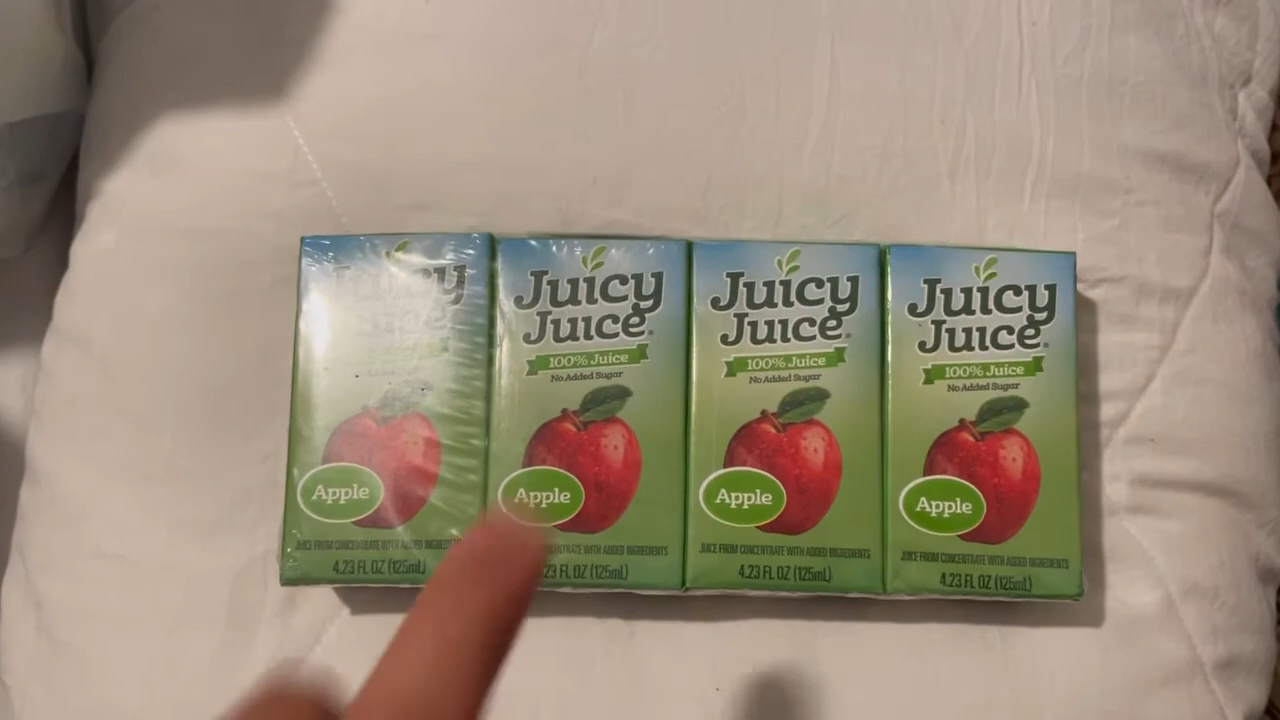 Juicy
Apple
JUICE FROM CONCENTRATE WITH ADDED
4.23 FL OZ (125mL)
Juicy
Juice
100% Juice
No Added Sugar
Apple
WITH ADDED INGREDIENTS
FL OZ (125mL)
Juicy
Juice
100% Juice
No Added Sugar
Apple
JUICE FROM CONCENTRATE WITH ADDED INGREDIENTS
4.23 FL OZ (125mL)
Juicy
Juice
100% Juice
No Added Sugar
Apple
JUICE FROM CONCENTRATE WITH ADDED INGREDIENTS
4.23 FL OZ (125mL)